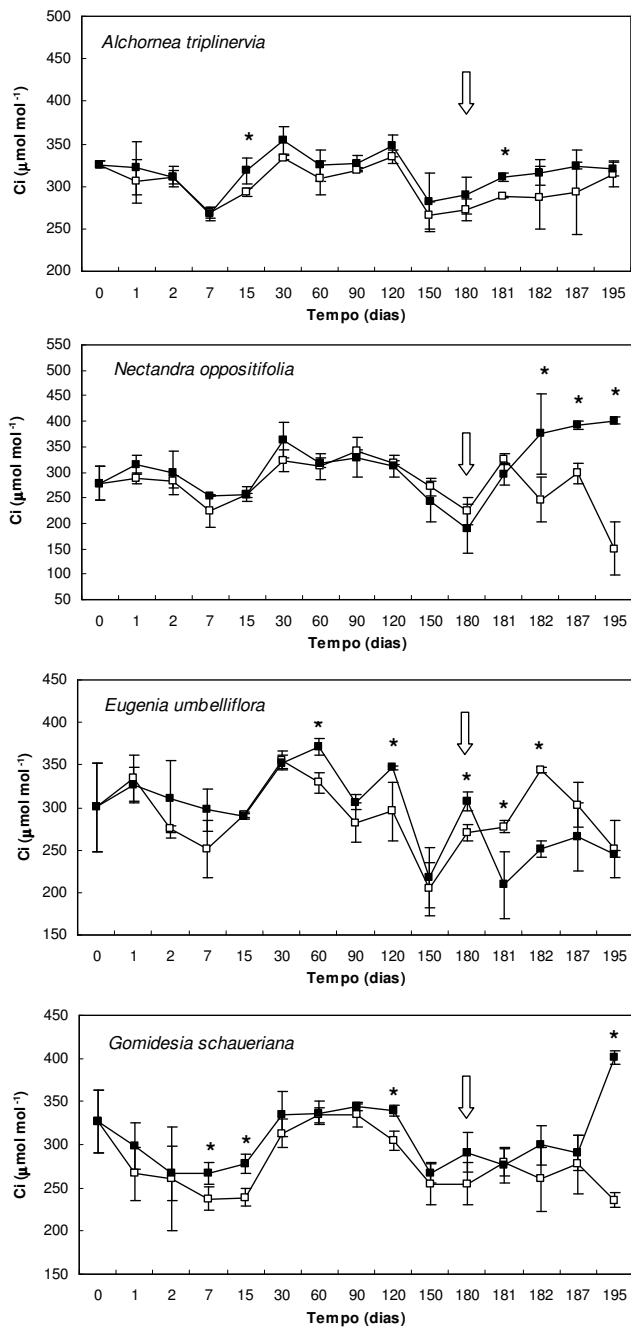 500
450
Alchornea triplinervia
400
350
*
*
300
250
200
Ci (µmol mol⁻¹)
0 1 2 7 15 30 60 90 120 150 180 181 182 187 195
Tempo (dias)
550
500
Nectandra oppositifolia
450
* * *
400
350
300
250
200
150
100
50
Ci (µmol mol⁻¹)
0 1 2 7 15 30 60 90 120 150 180 181 182 187 195
Tempo (dias)
450
Eugenia umbelliflora
400
* * * * *
350
300
250
200
150
Ci (µmol mol⁻¹)
0 1 2 7 15 30 60 90 120 150 180 181 182 187 195
Tempo (dias)
450
Gomidesia schaueriana
*
400
350
* * *
300
250
200
150
Ci (µmol mol⁻¹)
0 1 2 7 15 30 60 90 120 150 180 181 182 187 195
Tempo (dias)